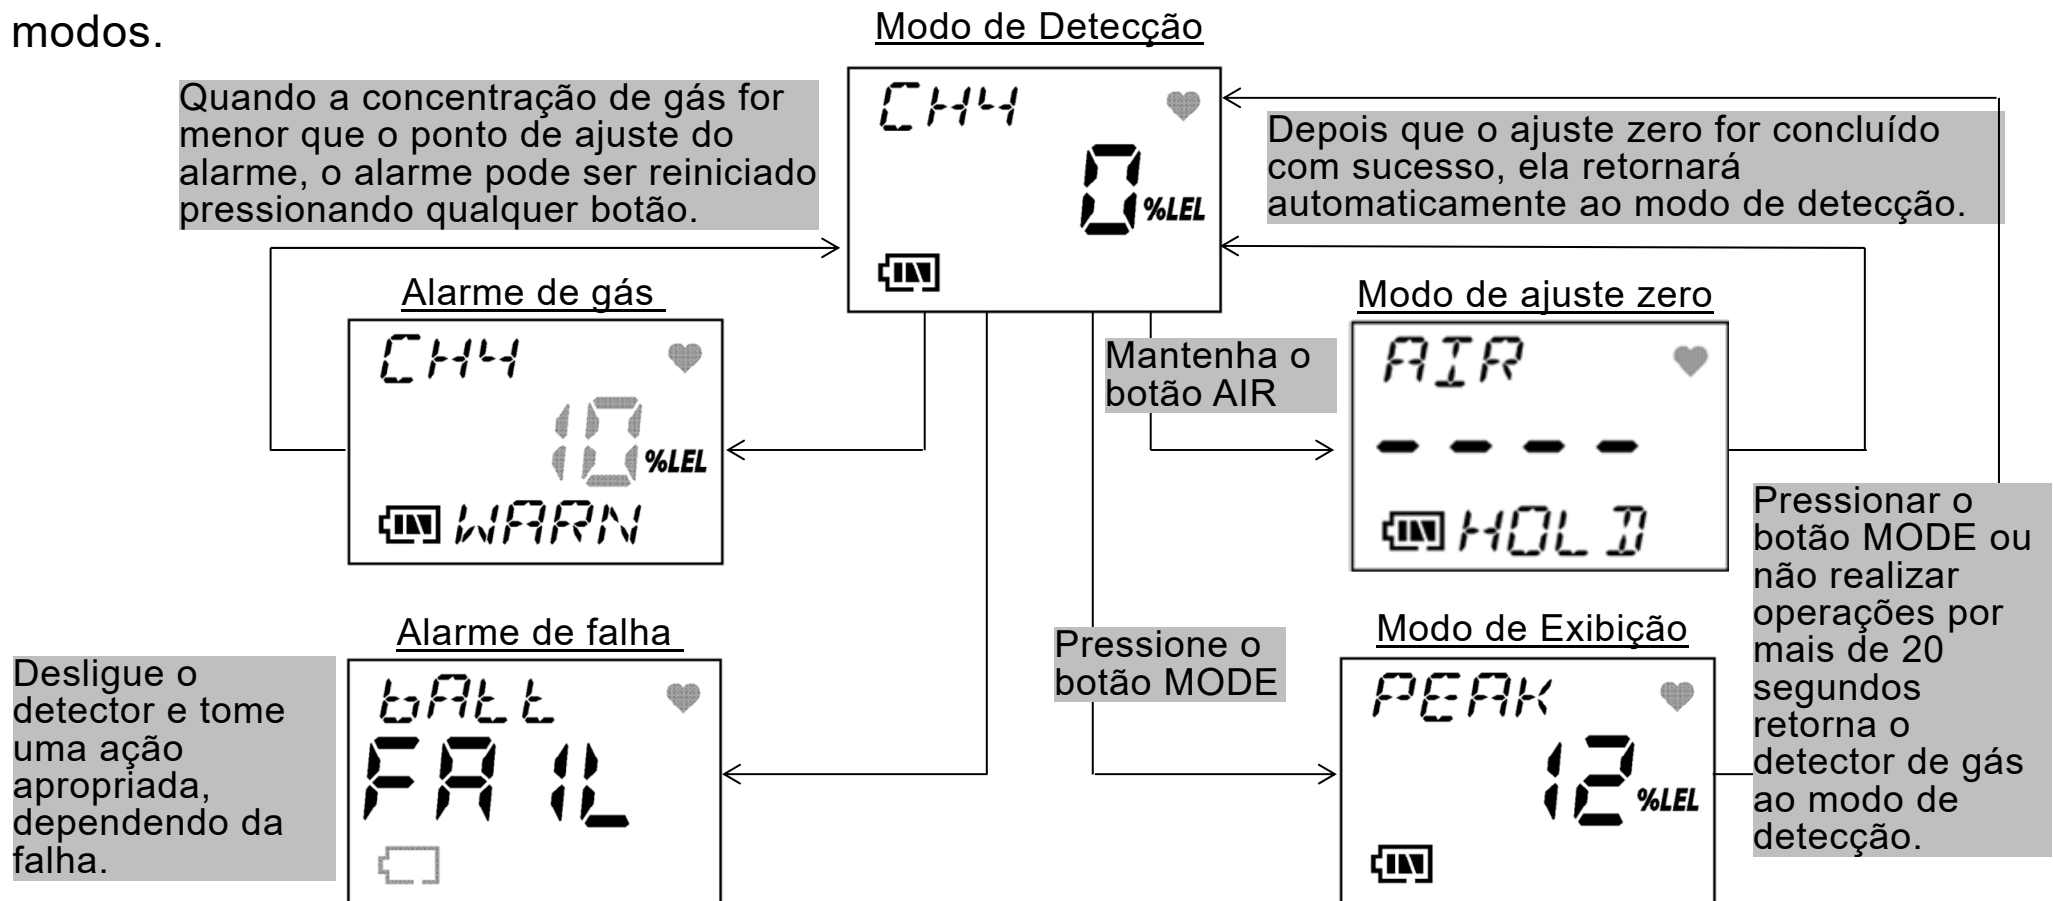 modos.
Modo de Detecção
Quando a concentração de gás for
menor que o ponto de ajuste do
alarme, o alarme pode ser reiniciado
pressionando qualquer botão.
CH4
0 %LEL
Depois que o ajuste zero for concluído
com sucesso, ela retornará
automaticamente ao modo de detecção.
Alarme de gás
CH4
10 %LEL
WARN
Mantenha o
botão AIR
Modo de ajuste zero
AIR
- - - -
HOLD
Pressionar o
botão MODE ou
não realizar
operações por
mais de 20
segundos
retorna o
detector de gás
ao modo de
detecção.
Alarme de falha
Desligue o
detector e tome
uma ação
apropriada,
dependendo da
falha.
bAtt
FAIL
Pressione o
botão MODE
Modo de Exibição
PEAK
12 %LEL